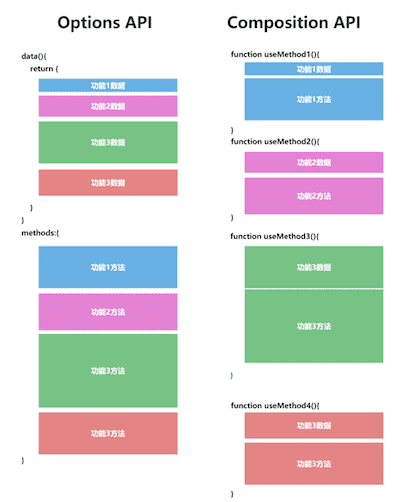 Options API
data(){
return {
功能1数据
功能2数据
功能3数据
功能3数据
}
}
methods:{
功能1方法
功能2方法
功能3方法
功能3方法
}
Composition API
function useMethod1(){
功能1数据
功能1方法
}
function useMethod2(){
功能2数据
功能2方法
}
function useMethod3(){
功能3数据
功能3方法
}
function useMethod4(){
功能3数据
功能3方法
}